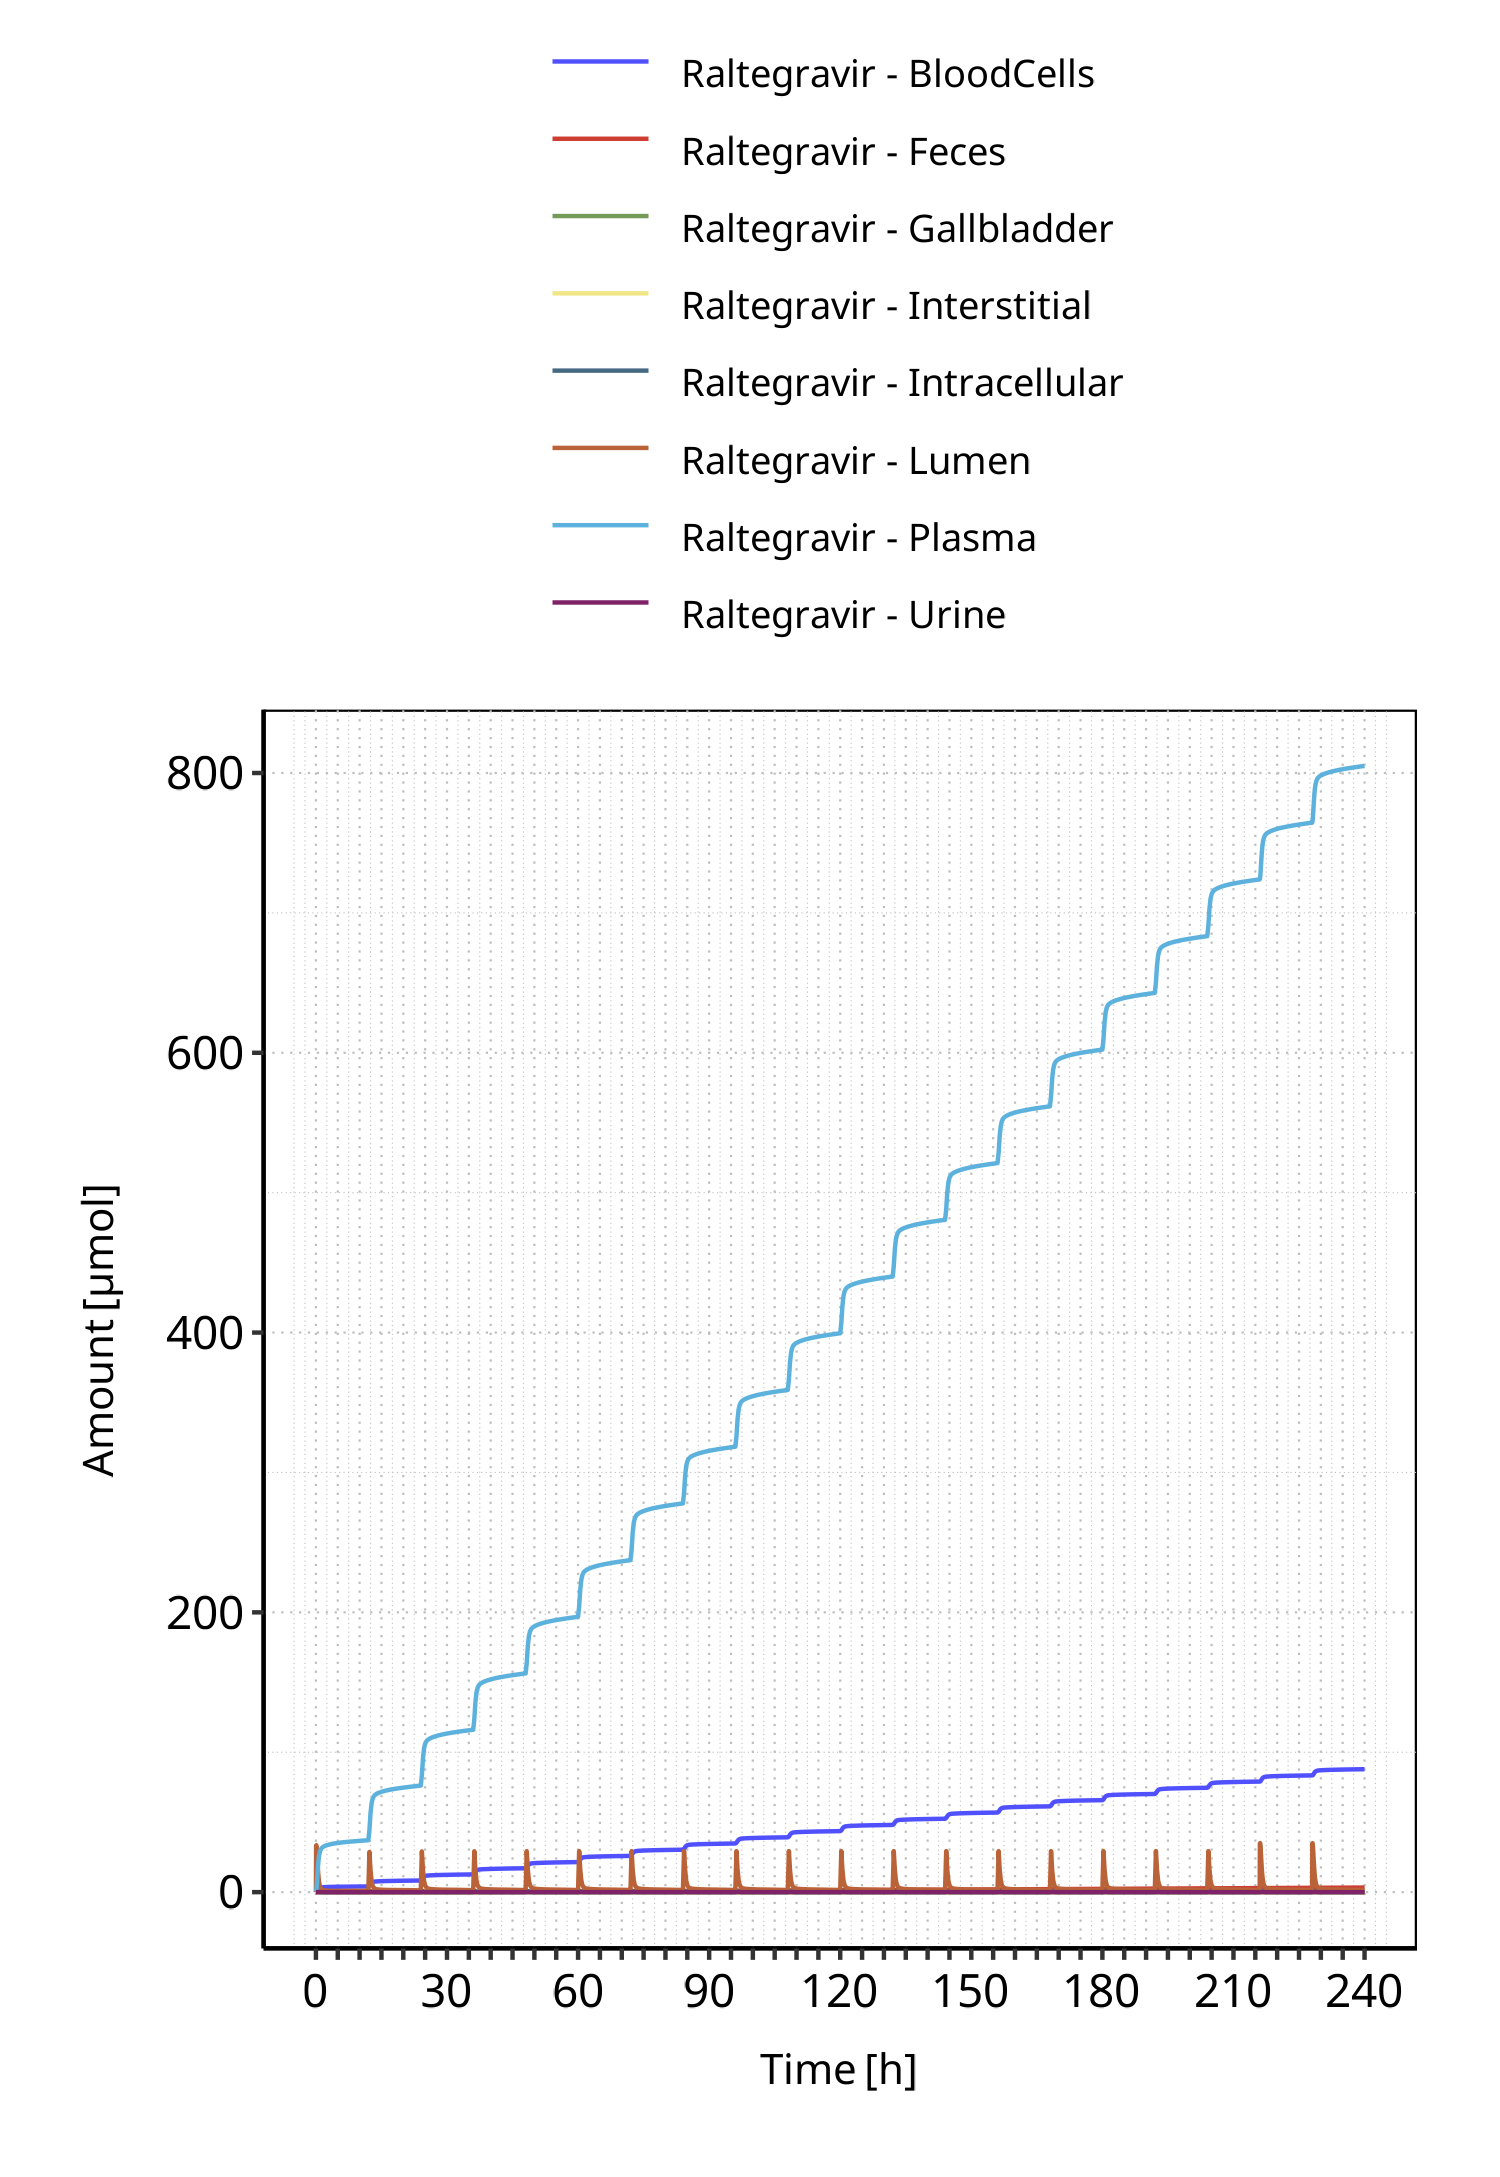 Raltegravir - BloodCells
Raltegravir - Feces
Raltegravir - Gallbladder
Raltegravir - Interstitial
Raltegravir - Intracellular
Raltegravir - Lumen
Raltegravir - Plasma
Raltegravir - Urine
800
600
400
200
0
Amount [µmol]
0 30 60 90 120 150 180 210 240
Time [h]